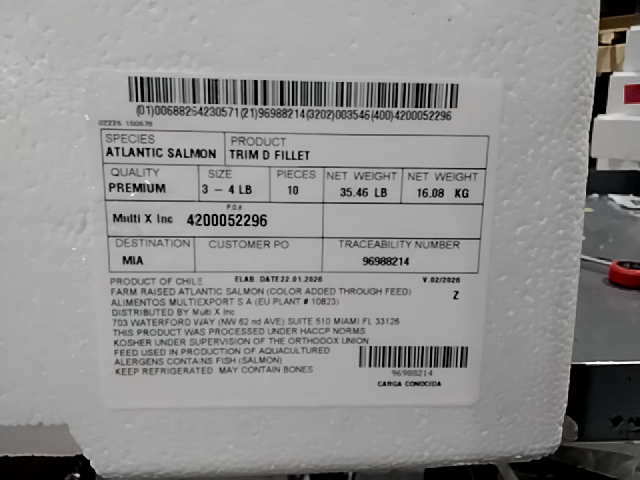 (01)00688254230571(21)96988214(3202)003546(400)4200052296
02226 150570
SPECIES
ATLANTIC SALMON
PRODUCT
TRIM D FILLET
QUALITY
PREMIUM
SIZE
3 - 4 LB
PIECES
10
NET WEIGHT
35.46 LB
NET WEIGHT
16.08 KG
P.O.#
Multi X Inc 4200052296
DESTINATION
MIA
CUSTOMER PO
TRACEABILITY NUMBER
96988214
PRODUCT OF CHILE ELAB. DATE22.01.2026 V.02/2026
FARM RAISED ATLANTIC SALMON (COLOR ADDED THROUGH FEED) Z
ALIMENTOS MULTIEXPORT S A (EU PLANT # 10623)
DISTRIBUTED BY Multi X Inc
703 WATERFORD WAY (NW 62 nd AVE) SUITE 510 MIAMI FL 33126
THIS PRODUCT WAS PROCESSED UNDER HACCP NORMS
KOSHER UNDER SUPERVISION OF THE ORTHODOX UNION
FEED USED IN PRODUCTION OF AQUACULTURED
ALERGENS CONTAINS FISH (SALMON)
KEEP REFRIGERATED MAY CONTAIN BONES
96988214
CARGA CONOCIDA